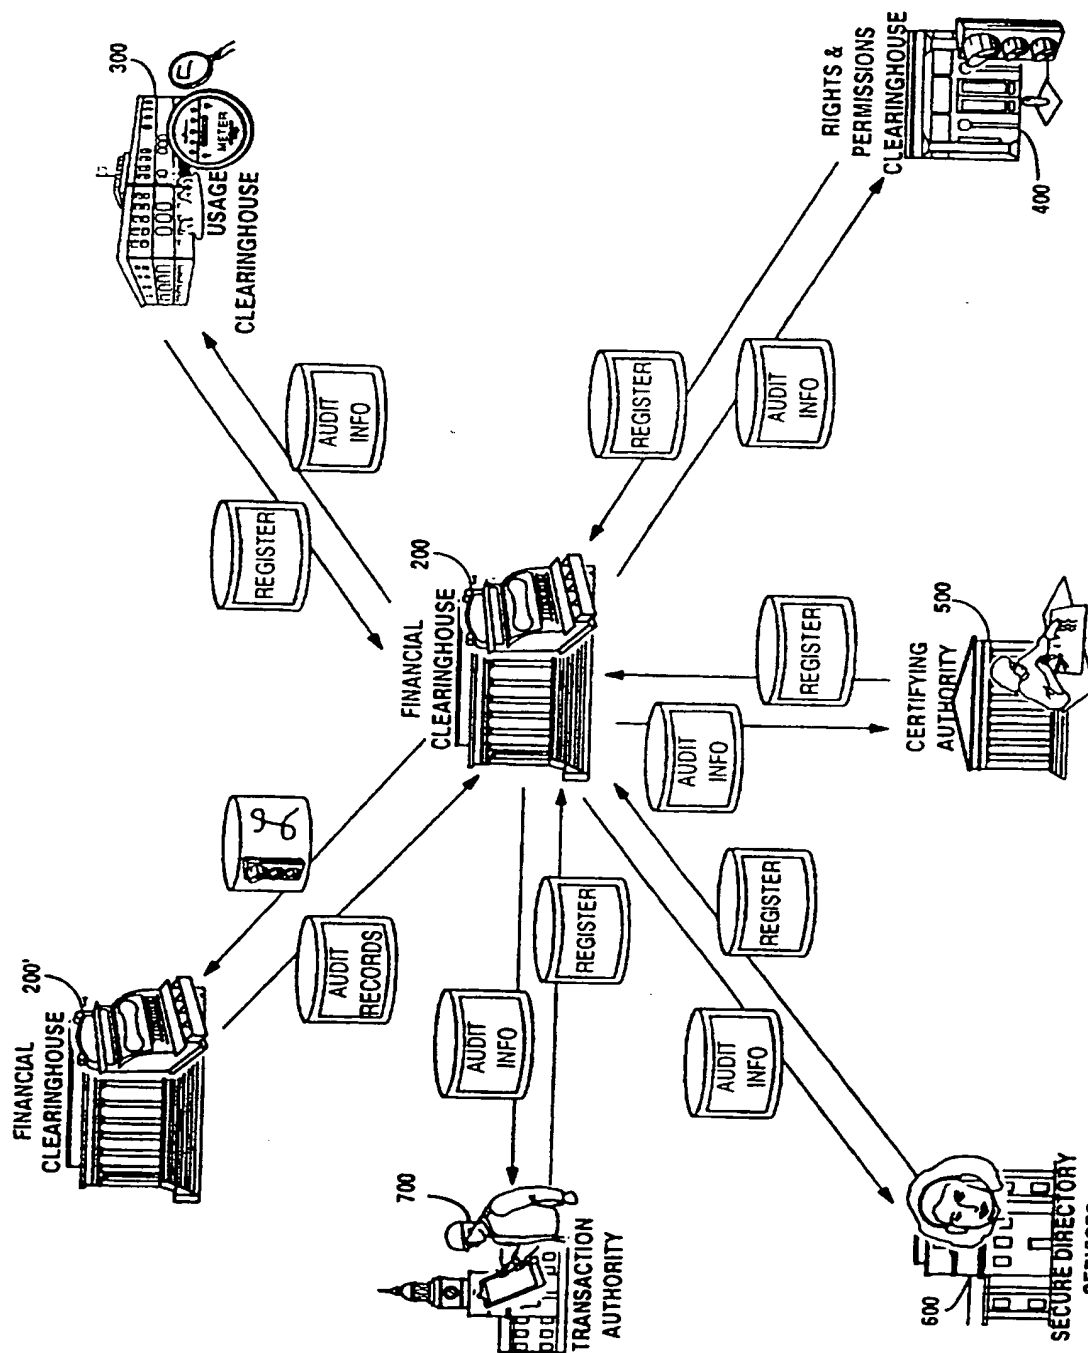 FINANCIAL
CLEARINGHOUSE
200'
300
METER
USAGE
CLEARINGHOUSE
REGISTER
AUDIT
INFO
AUDIT
RECORDS
FINANCIAL
CLEARINGHOUSE
200
700
TRANSACTION
AUTHORITY
AUDIT
INFO
REGISTER
REGISTER
AUDIT
INFO
AUDIT
INFO
REGISTER
AUDIT
INFO
REGISTER
RIGHTS &
PERMISSIONS
CLEARINGHOUSE
400
CERTIFYING
AUTHORITY
500
600
SECURE DIRECTORY